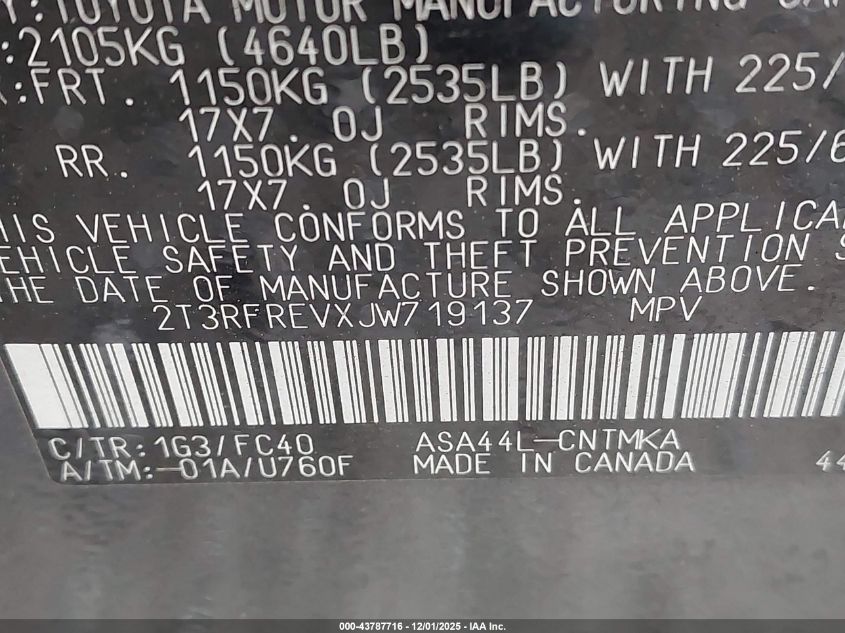 TOYOTA MOTOR MANUFACTURING
:2105KG (4640LB)
:FRT. 1150KG (2535LB) WITH 225/
17X7.0J RIMS.
RR. 1150KG (2535LB) WITH 225/6
17X7.0J RIMS.
HIS VEHICLE CONFORMS TO ALL APPLICA
EHICLE SAFETY AND THEFT PREVENTION S
HE DATE OF MANUFACTURE SHOWN ABOVE.
2T3RFREVXJW719137 MPV
C/TR: 1G3/FC40 ASA44L-CNTMKA
A/TM:-01A/U760F MADE IN CANADA 44
000-43787716 - 12/01/2025 - IAA Inc.